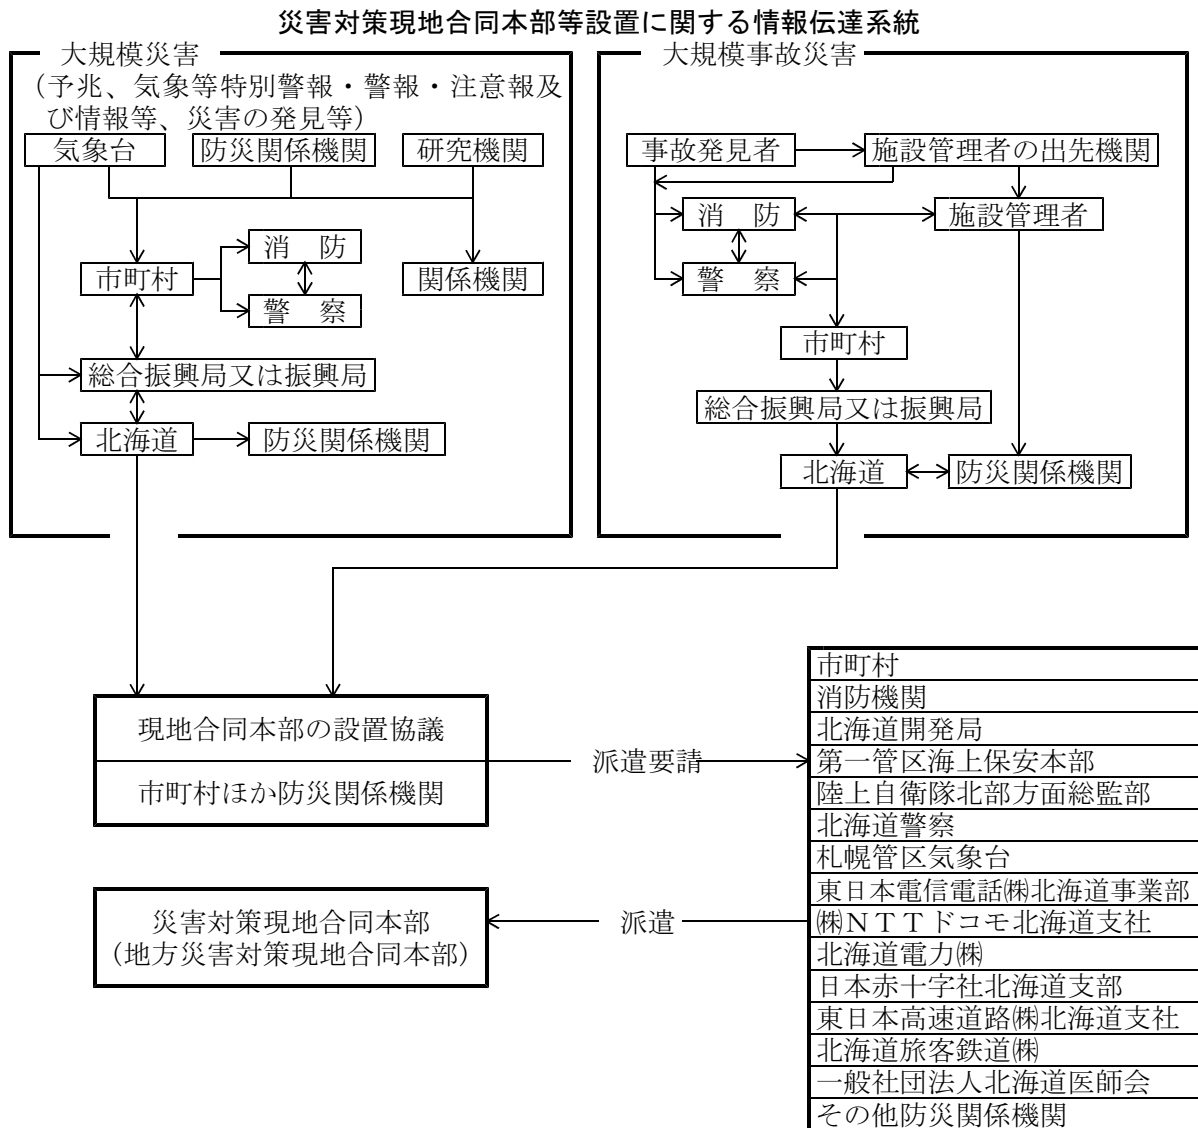 災害対策現地合同本部等設置に関する情報伝達系統
大規模災害
（予兆、気象等特別警報・警報・注意報及
び情報等、災害の発見等）
気象台
防災関係機関
研究機関
市町村
消　防
警　察
関係機関
総合振興局又は振興局
北海道
防災関係機関
大規模事故災害
事故発見者
施設管理者の出先機関
消　防
施設管理者
警　察
市町村
総合振興局又は振興局
北海道
防災関係機関
現地合同本部の設置協議
市町村ほか防災関係機関
派遣要請
市町村
消防機関
北海道開発局
第一管区海上保安本部
陸上自衛隊北部方面総監部
北海道警察
札幌管区気象台
東日本電信電話㈱北海道事業部
㈱ＮＴＴドコモ北海道支社
北海道電力㈱
日本赤十字社北海道支部
東日本高速道路㈱北海道支社
北海道旅客鉄道㈱
一般社団法人北海道医師会
その他防災関係機関
派遣
災害対策現地合同本部
（地方災害対策現地合同本部）